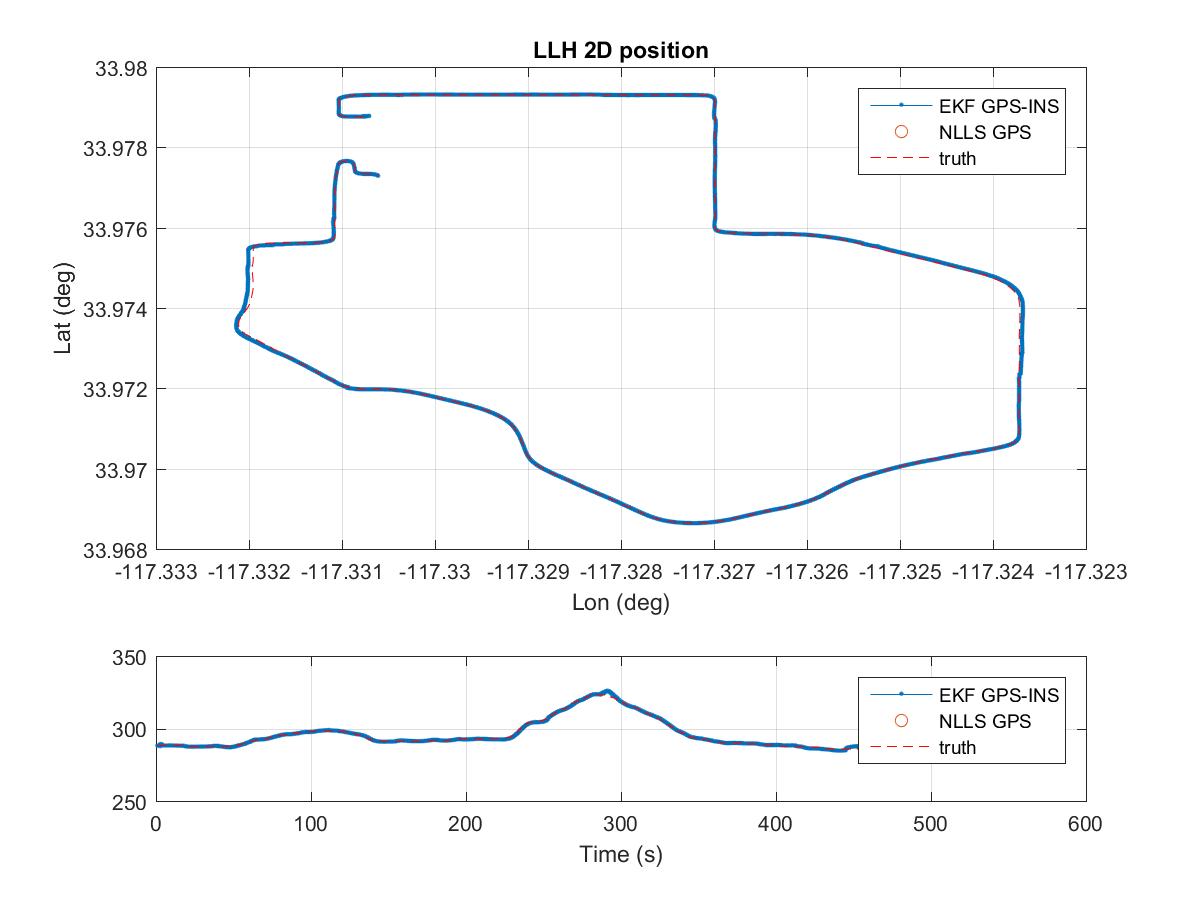 LLH 2D position
33.98
33.978
33.976
33.974
33.972
33.97
33.968
Lat (deg)
EKF GPS-INS
NLLS GPS
truth
-117.333 -117.332 -117.331 -117.33 -117.329 -117.328 -117.327 -117.326 -117.325 -117.324 -117.323
Lon (deg)
350
300
250
EKF GPS-INS
NLLS GPS
truth
0 100 200 300 400 500 600
Time (s)